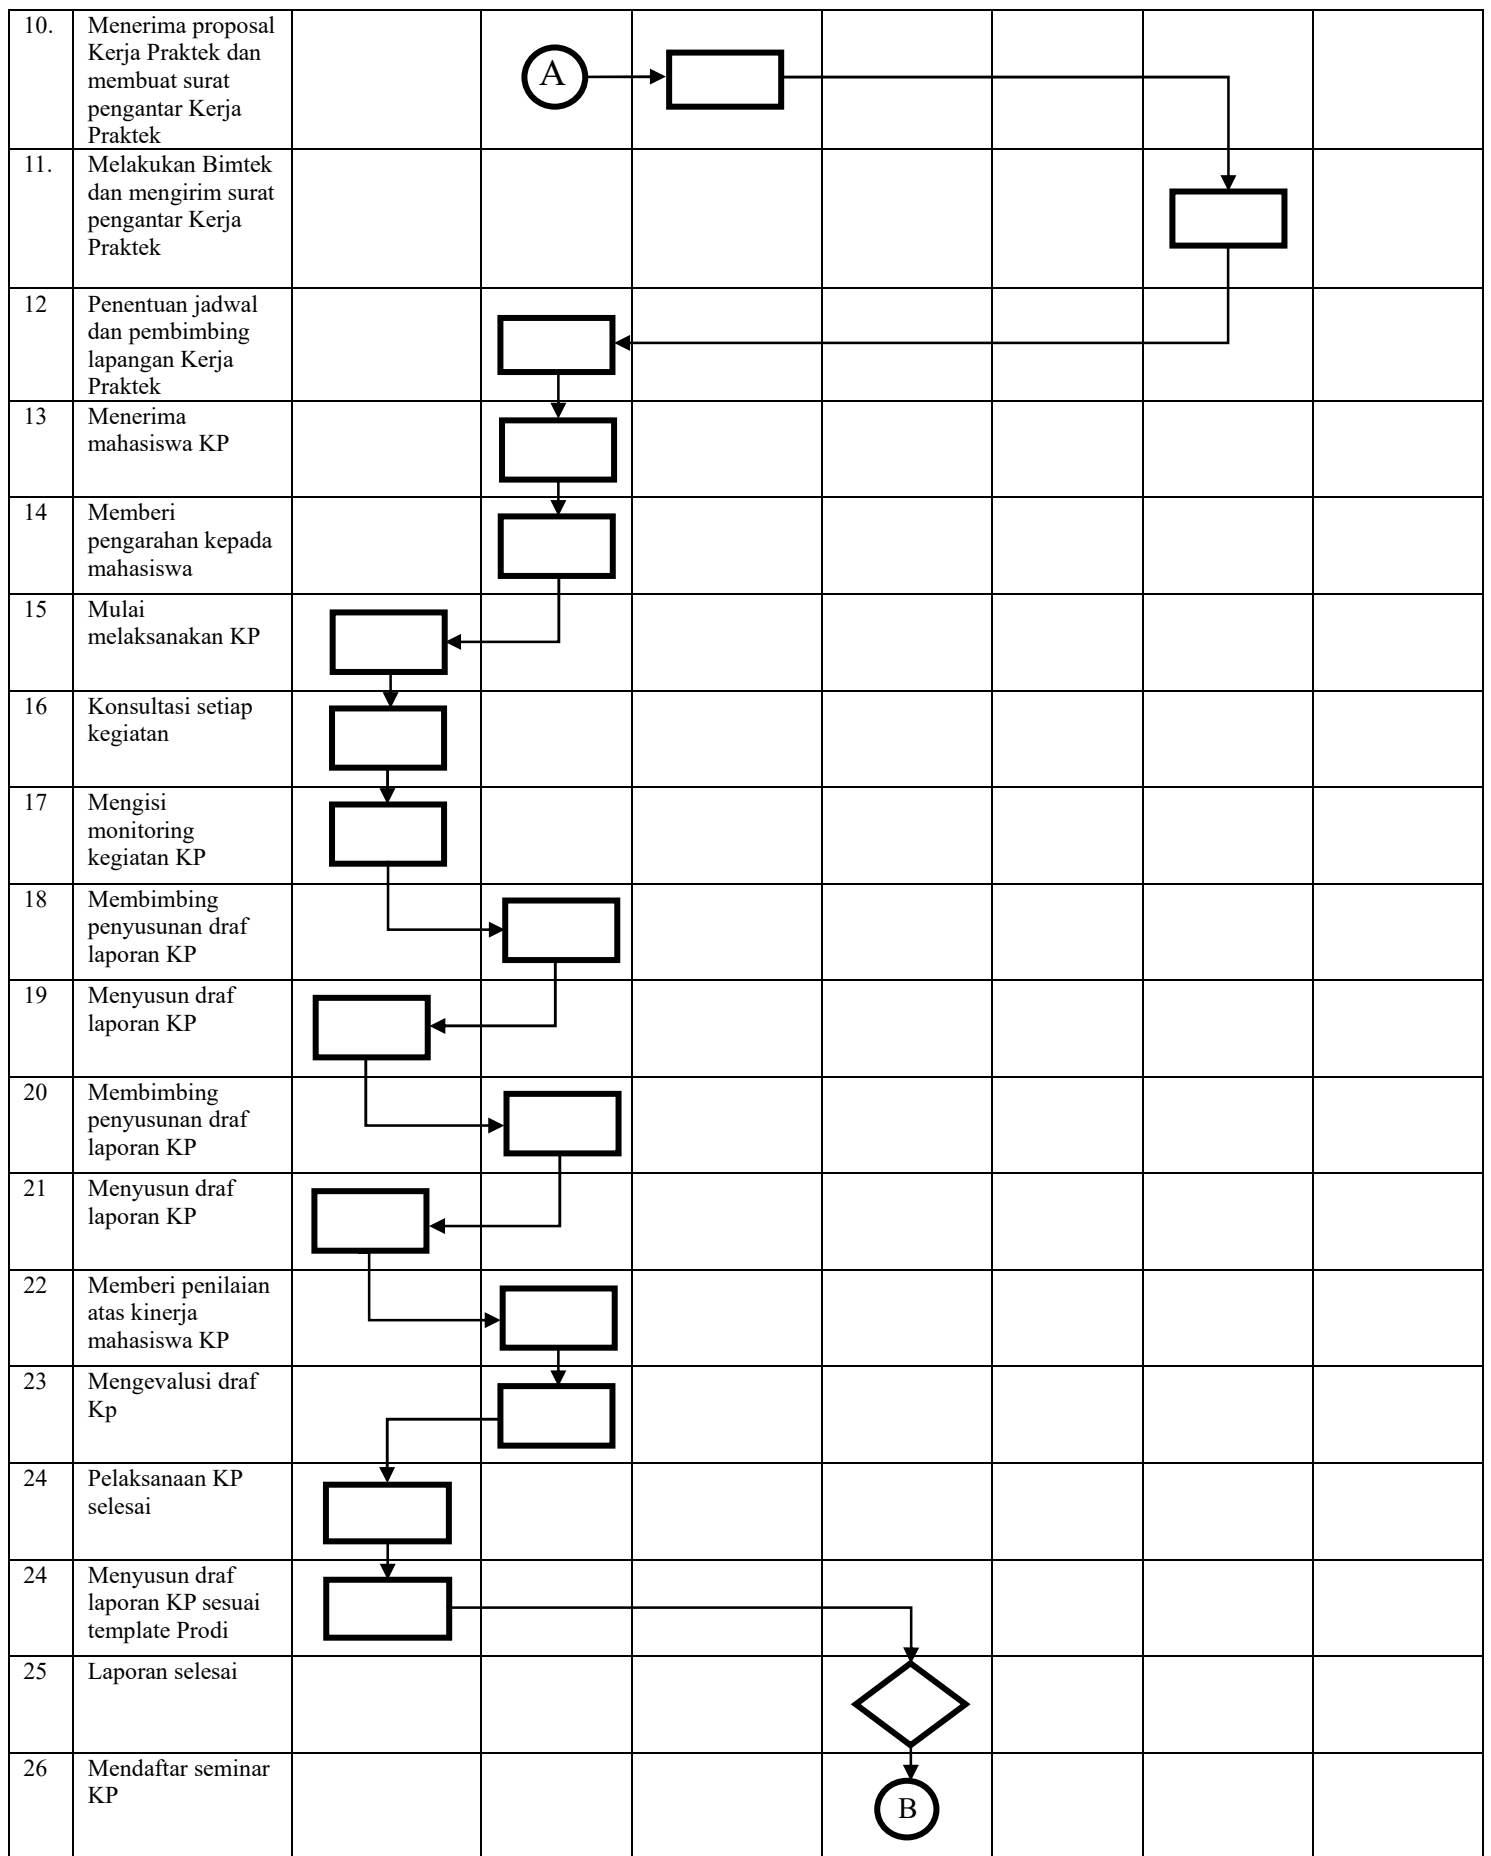 10.
Menerima proposal
Kerja Praktek dan
membuat surat
pengantar Kerja
Praktek
A
11.
Melakukan Bimtek
dan mengirim surat
pengantar Kerja
Praktek
12
Penentuan jadwal
dan pembimbing
lapangan Kerja
Praktek
13
Menerima
mahasiswa KP
14
Memberi
pengarahan kepada
mahasiswa
15
Mulai
melaksanakan KP
16
Konsultasi setiap
kegiatan
17
Mengisi
monitoring
kegiatan KP
18
Membimbing
penyusunan draf
laporan KP
19
Menyusun draf
laporan KP
20
Membimbing
penyusunan draf
laporan KP
21
Menyusun draf
laporan KP
22
Memberi penilaian
atas kinerja
mahasiswa KP
23
Mengevalusi draf
Kp
24
Pelaksanaan KP
selesai
24
Menyusun draf
laporan KP sesuai
template Prodi
25
Laporan selesai
26
Mendaftar seminar
KP
B